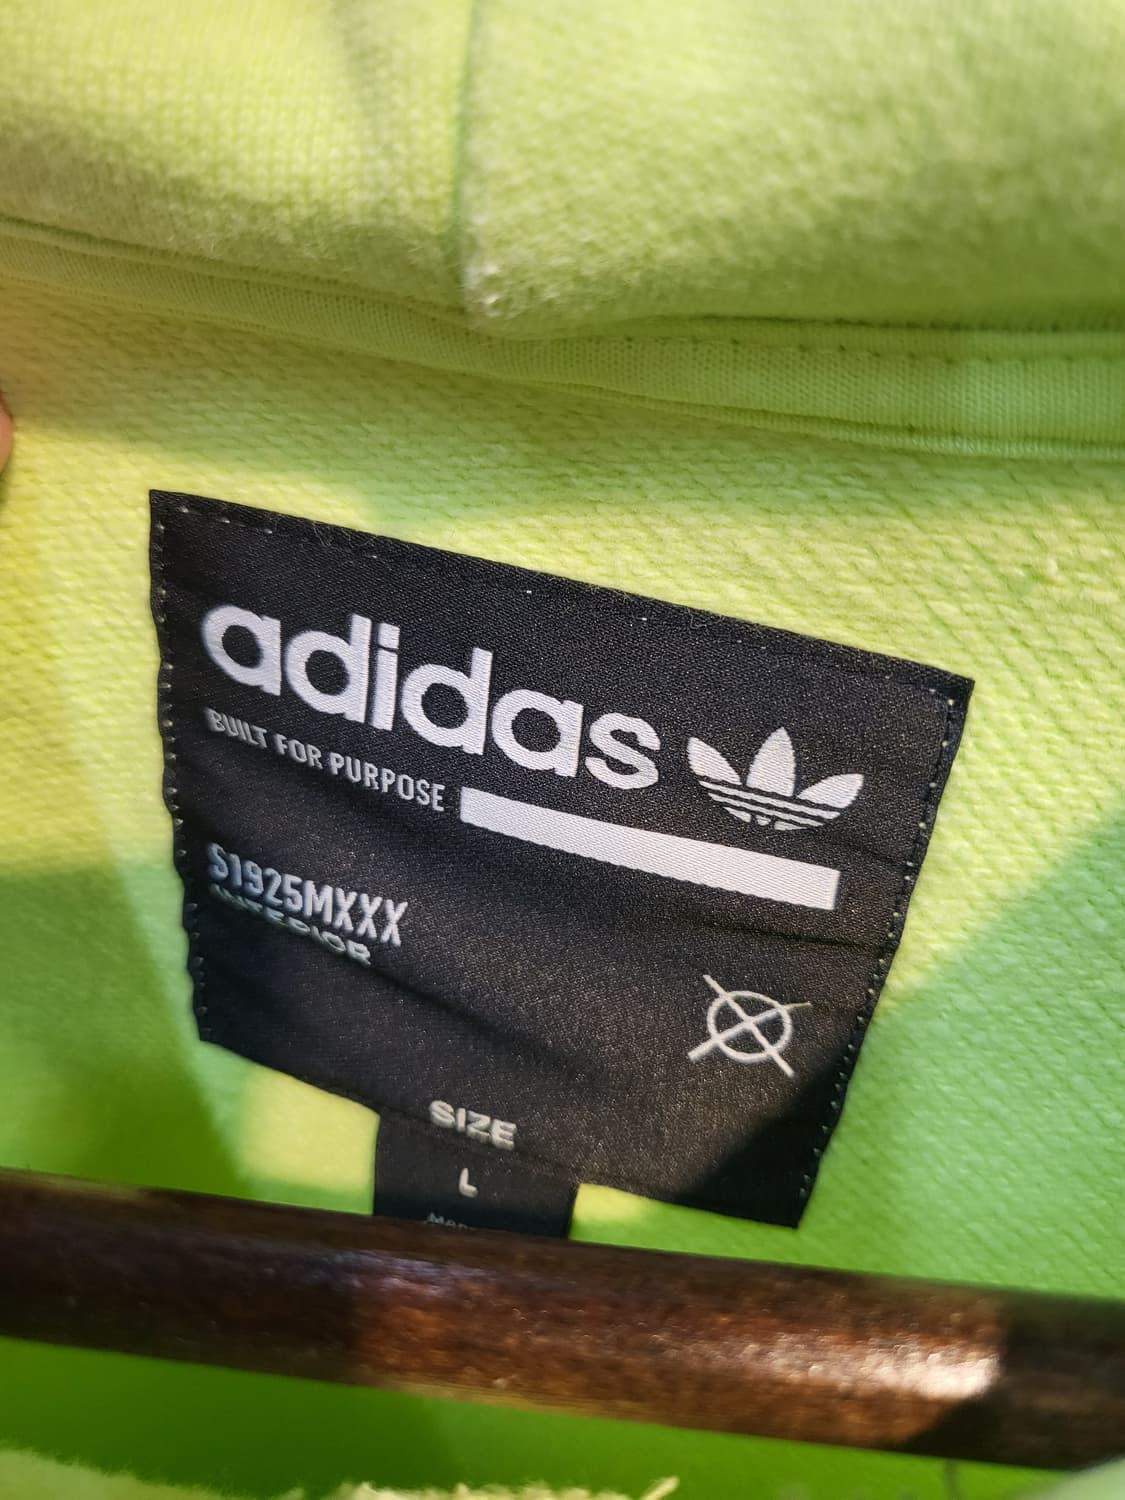 adidas
BUILT FOR PURPOSE
S1925MXXX
SIZE
L